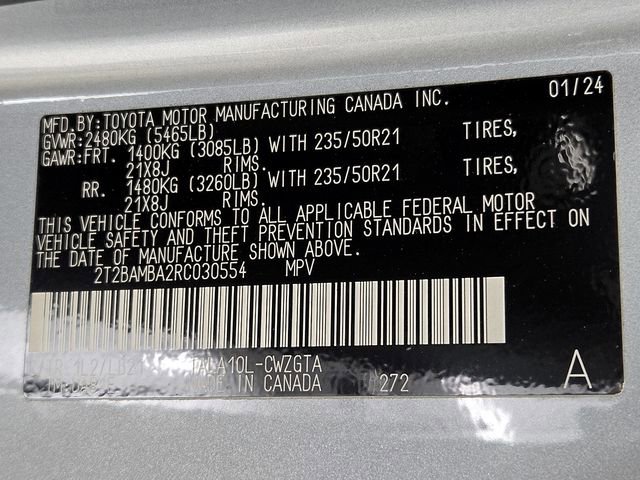 MFD.BY:TOYOTA MOTOR MANUFACTURING CANADA INC. 01/24
GVWR:2480KG (5465LB)
GAWR:FRT. 1400KG (3085LB) WITH 235/50R21 TIRES,
21X8J RIMS.
RR. 1480KG (3260LB) WITH 235/50R21 TIRES,
21X8J RIMS.
THIS VEHICLE CONFORMS TO ALL APPLICABLE FEDERAL MOTOR
VEHICLE SAFETY AND THEFT PREVENTION STANDARDS IN EFFECT ON
THE DATE OF MANUFACTURE SHOWN ABOVE.
2T2BAMBA2RC030554 MPV
CWZGTA
MADE IN CANADA 272 A